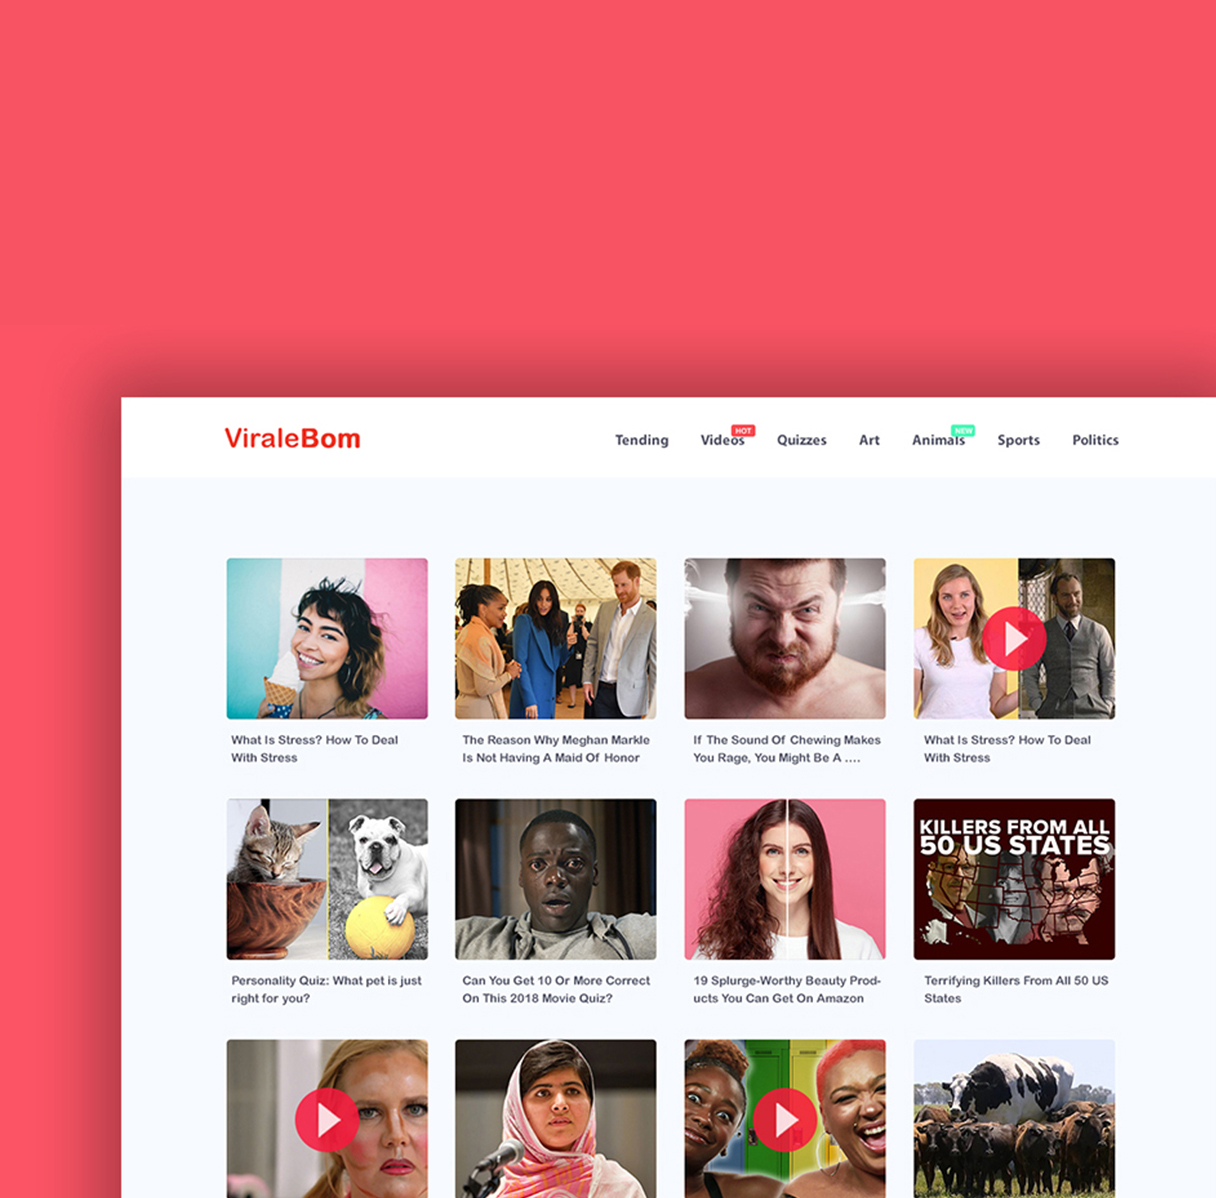 ViraleBom
Tending
Videos
HOT
Quizzes
Art
Animals
NEW
Sports
Politics
What Is Stress? How To Deal
With Stress
The Reason Why Meghan Markle
Is Not Having A Maid Of Honor
If The Sound Of Chewing Makes
You Rage, You Might Be A ....
What Is Stress? How To Deal
With Stress
KILLERS FROM ALL
50 US STATES
Personality Quiz: What pet is just
right for you?
Can You Get 10 Or More Correct
On This 2018 Movie Quiz?
19 Splurge-Worthy Beauty Prod-
ucts You Can Get On Amazon
Terrifying Killers From All 50 US
States